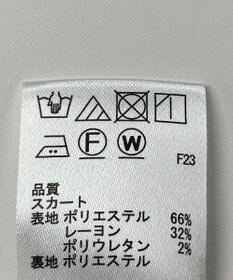 F W F23
品質
スカート
表地 ポリエステル 66%
レーヨン 32%
ポリウレタン 2%
裏地 ポリエステル